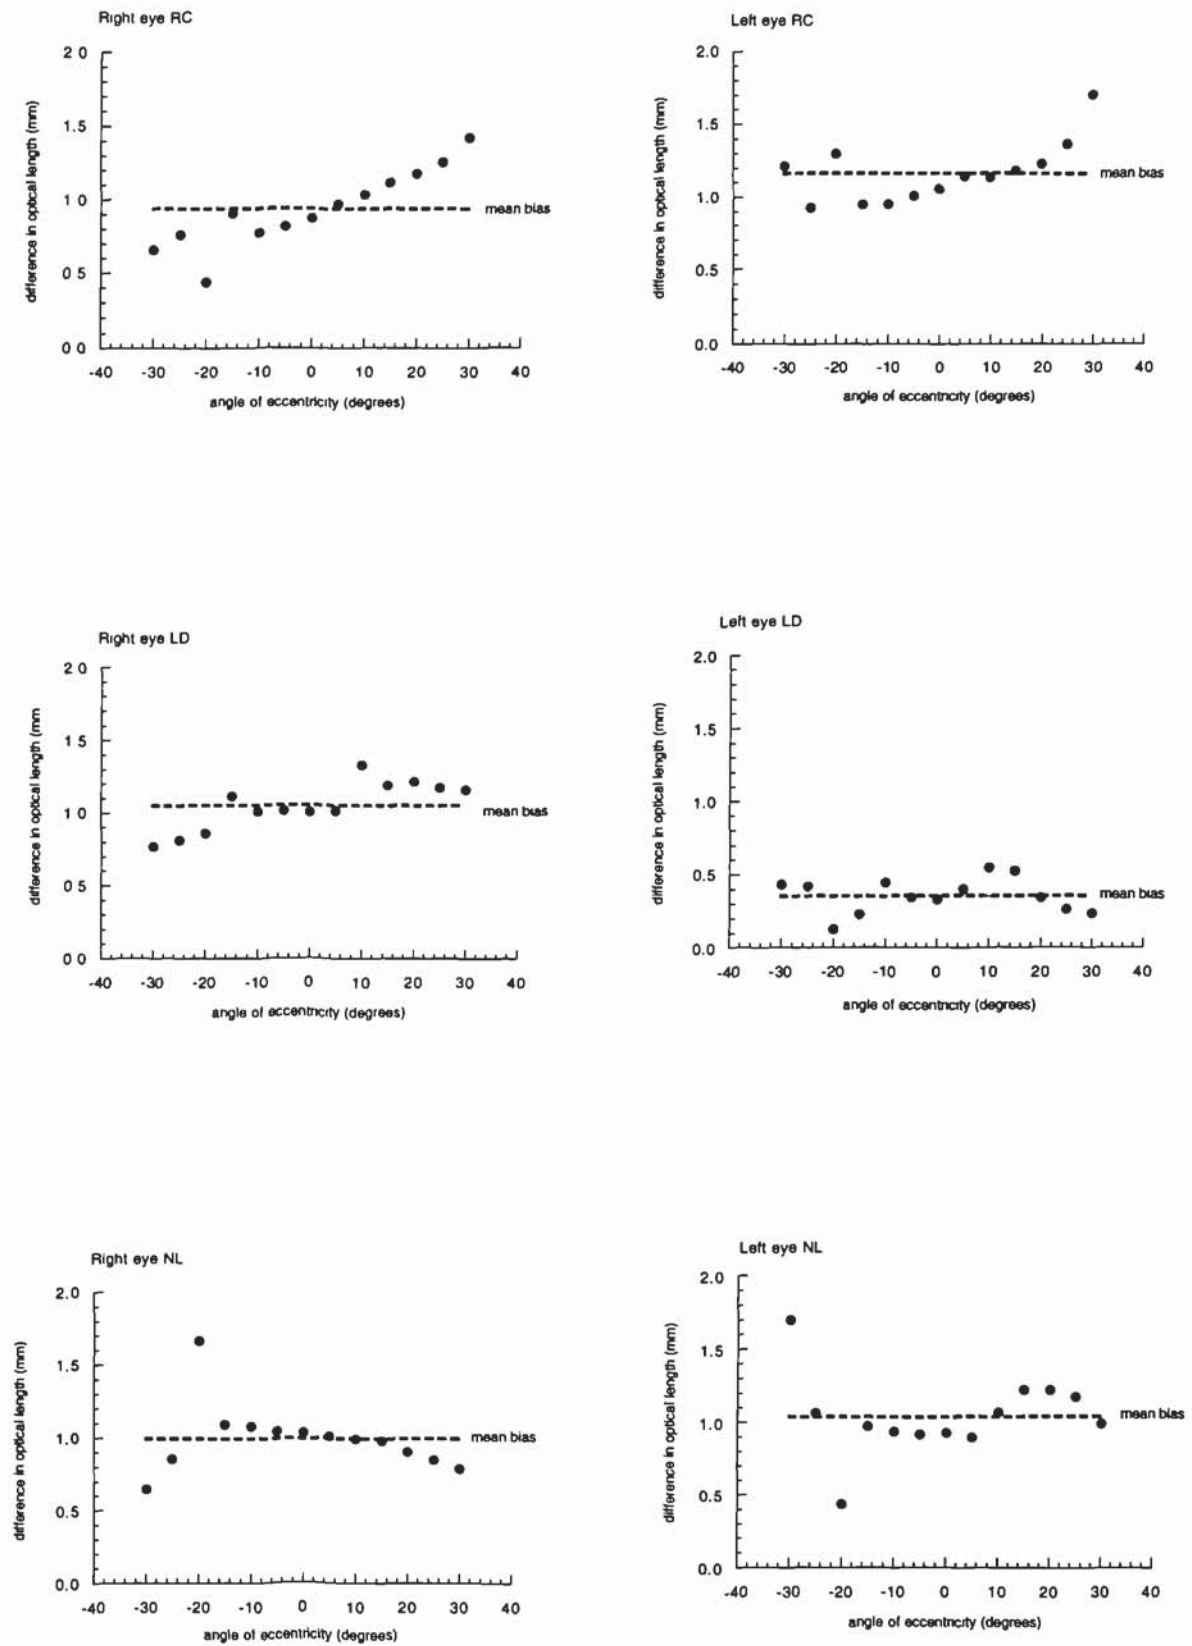 Right eye RC
2 0
1.5
1 0
0 5
0 0
difference in optical length (mm)
mean bias
-40 -30 -20 -10 0 10 20 30 40
angle of eccentricity (degrees)
Left eye RC
2.0
1.5
1.0
0.5
0.0
difference in optical length (mm)
mean bias
-40 -30 -20 -10 0 10 20 30 40
angle of eccentricity (degrees)
Right eye LD
2 0
1 5
1 0
0 5
0 0
difference in optical length (mm
mean bias
-40 -30 -20 -10 0 10 20 30 40
angle of eccentricity (degrees)
Left eye LD
2.0
1.5
1.0
0.5
0.0
difference in optical length (mm)
mean bias
-40 -30 -20 -10 0 10 20 30 40
angle of eccentricity (degrees)
Right eye NL
2.0
1.5
1.0
0.5
0.0
difference in optical length (mm)
mean bias
-40 -30 -20 -10 0 10 20 30 40
angle of eccentricity (degrees)
Left eye NL
2.0
1.5
1.0
0.5
0.0
difference in optical length (mm)
mean bias
-40 -30 -20 -10 0 10 20 30 40
angle of eccentricity (degrees)